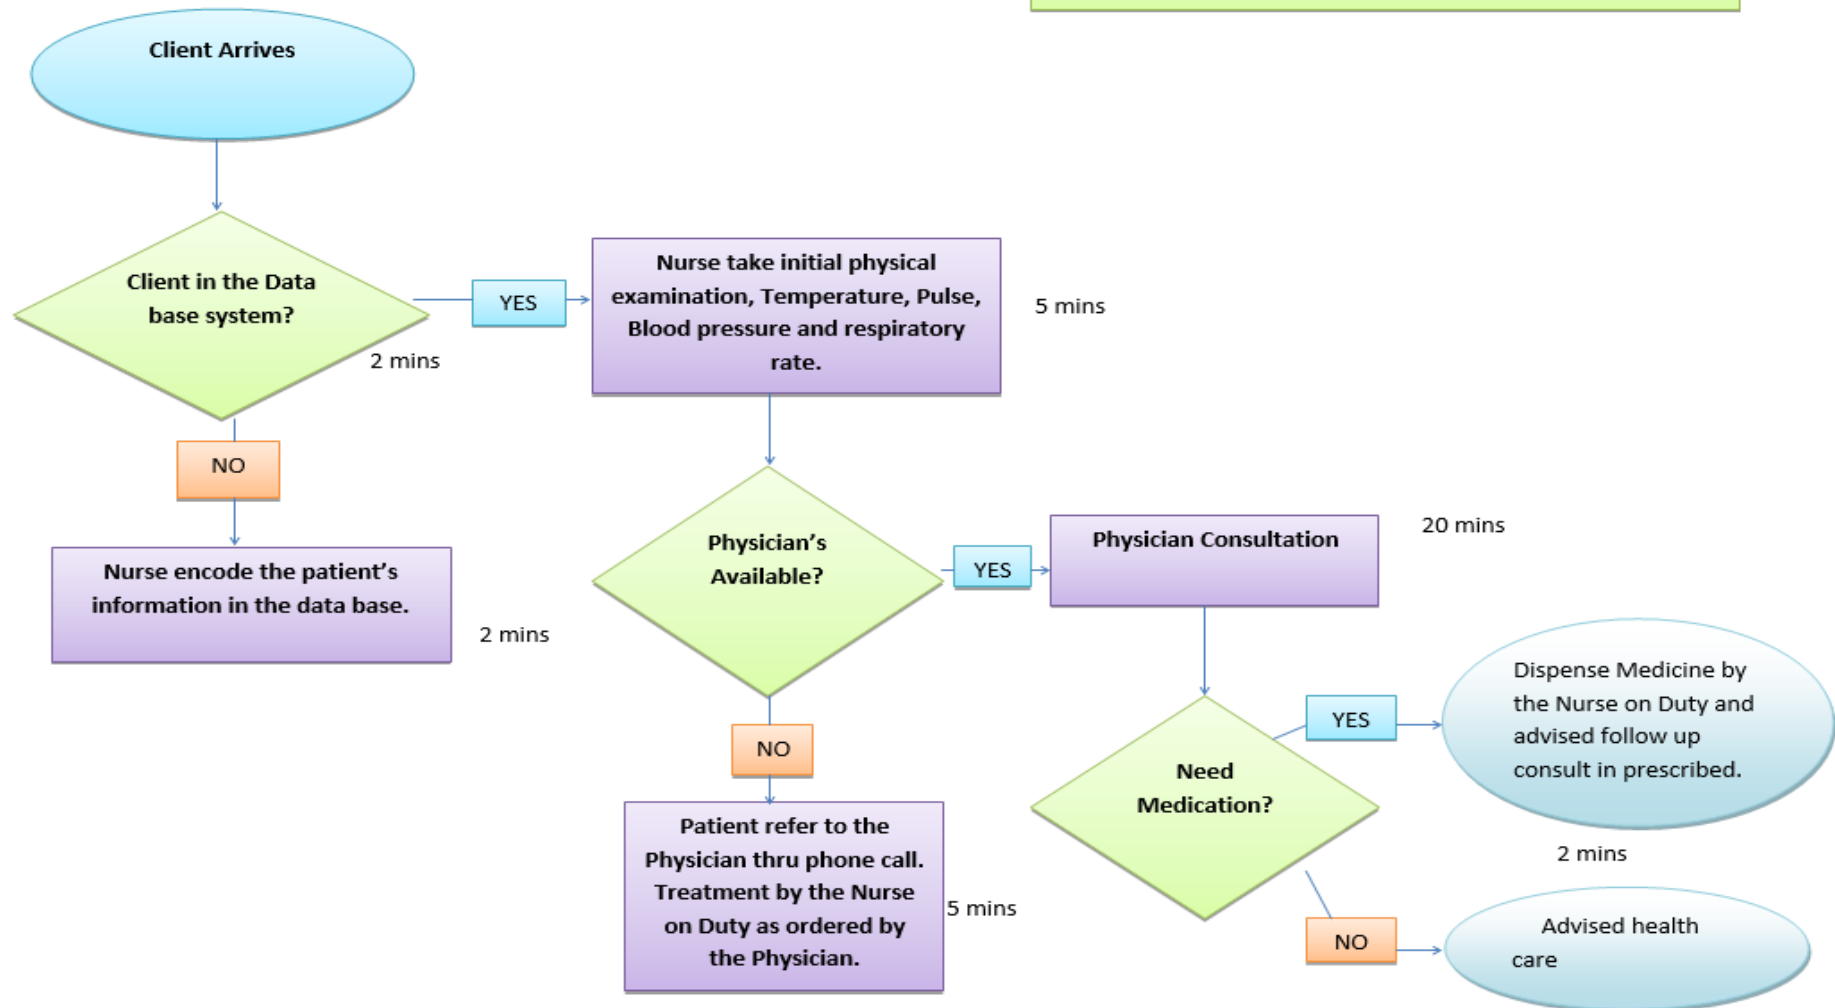 Client Arrives
Client in the Data
base system?
2 mins
YES
Nurse take initial physical
examination, Temperature, Pulse,
Blood pressure and respiratory
rate.
5 mins
NO
Nurse encode the patient's
information in the data base.
2 mins
Physician's
Available?
YES
Physician Consultation
20 mins
NO
Patient refer to the
Physician thru phone call.
Treatment by the Nurse
on Duty as ordered by
the Physician.
5 mins
Need
Medication?
YES
Dispense Medicine by
the Nurse on Duty and
advised follow up
consult in prescribed.
2 mins
NO
Advised health
care